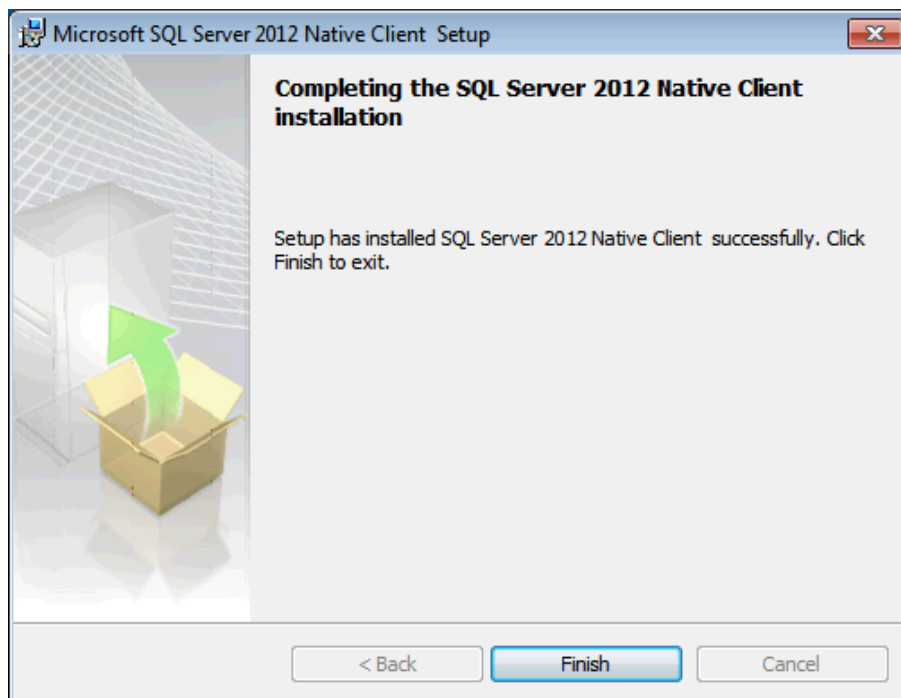 Microsoft SQL Server 2012 Native Client Setup
Completing the SQL Server 2012 Native Client
installation
Setup has installed SQL Server 2012 Native Client successfully. Click
Finish to exit.
< Back
Finish
Cancel